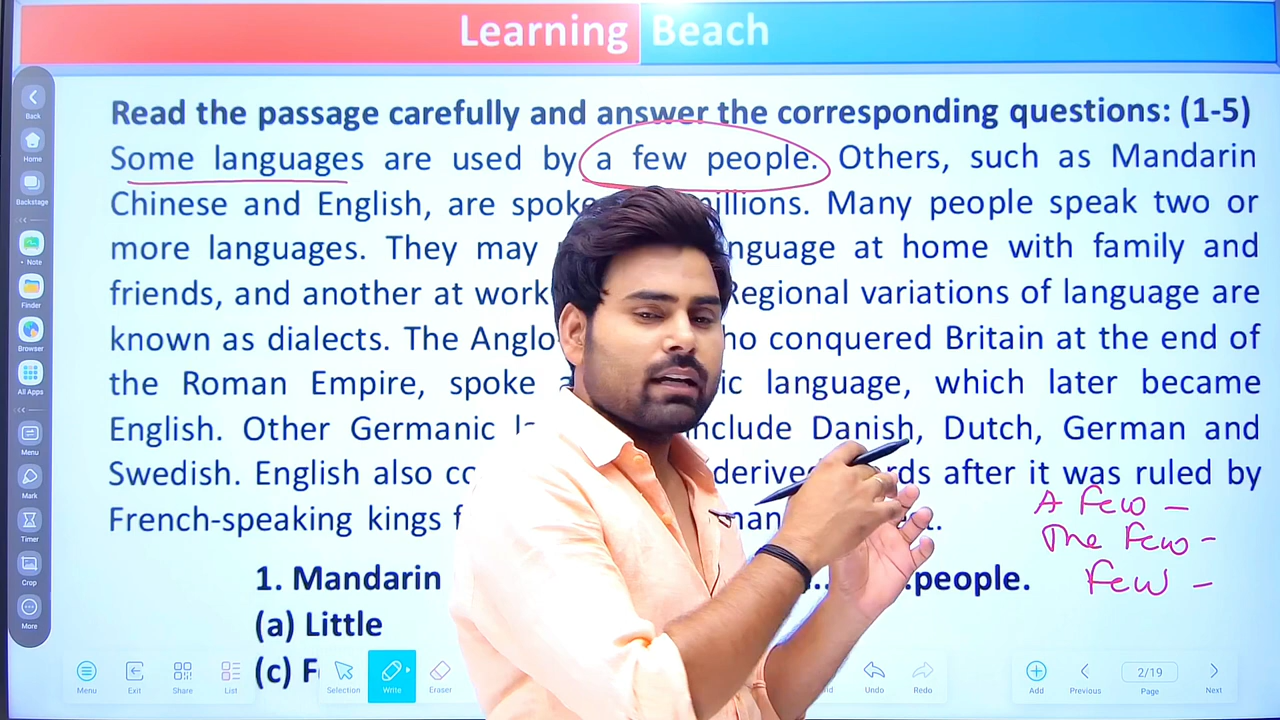 Learning Beach
Read the passage carefully and answer the corresponding questions: (1-5)
Some languages are used by a few people. Others, such as Mandarin
Chinese and English, are spoke millions. Many people speak two or
more languages. They may nguage at home with family and
friends, and another at work Regional variations of language are
known as dialects. The Anglo- who conquered Britain at the end of
the Roman Empire, spoke a ic language, which later became
English. Other Germanic include Danish, Dutch, German and
Swedish. English also co derived words after it was ruled by
French-speaking kings f man
A few -
The Few -
Few -
1. Mandarin people.
(a) Little
(c) F
Back
Home
Backstage
Note
Finder
Browser
All Apps
Menu
Mark
Timer
Crop
More
Menu
Exit
Share
List
Selection
Write
Eraser
Undo
Redo
Add
Previous
2/19
Page
Next